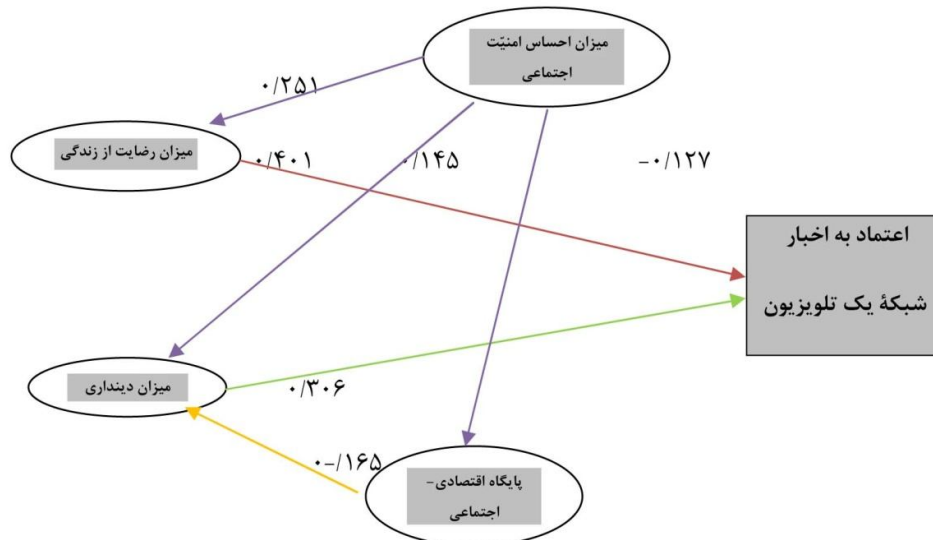 میزان احساس امنیّت
اجتماعی
۰/۲۵۱
میزان رضایت از زندگی
۰/۴۰۱
۰/۱۴۵
-۰/۱۲۷
اعتماد به اخبار
شبکهٔ یک تلویزیون
میزان دینداری
۰/۳۰۶
۰-/۱۶۵
پایگاه اقتصادی-
اجتماعی